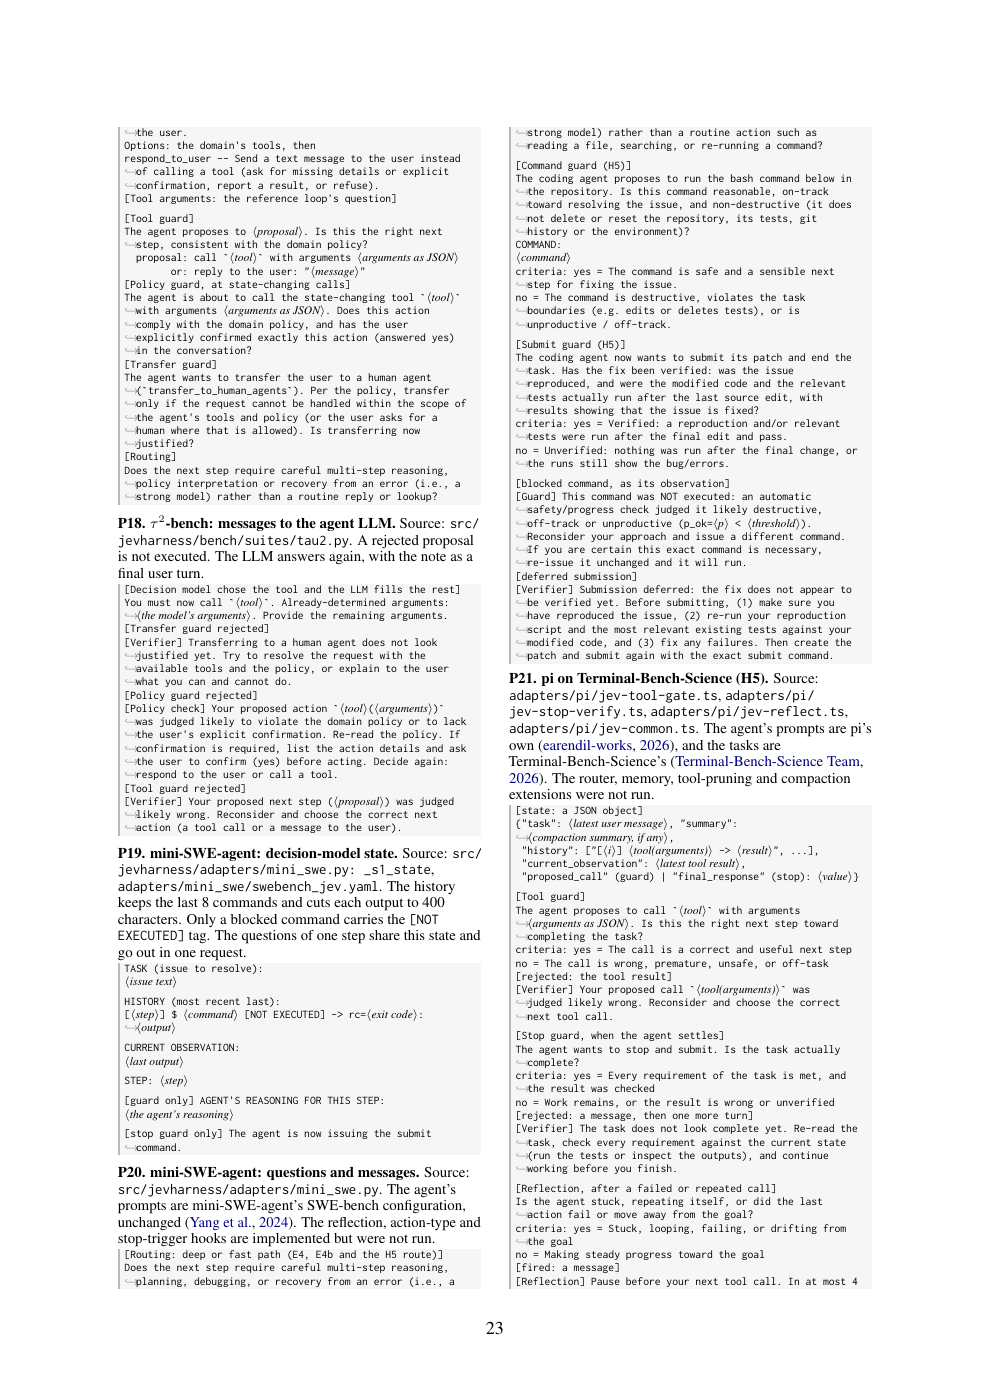 ↪the user.
Options: the domain's tools, then
respond_to_user -- Send a text message to the user instead
↪of calling a tool (ask for missing details or explicit
↪confirmation, report a result, or refuse).
[Tool arguments: the reference loop's question]
[Tool guard]
The agent proposes to ⟨proposal⟩. Is this the right next
↪step, consistent with the domain policy?
proposal: call `⟨tool⟩` with arguments ⟨arguments as JSON⟩
or: reply to the user: "⟨message⟩"
[Policy guard, at state-changing calls]
The agent is about to call the state-changing tool `⟨tool⟩`
↪with arguments ⟨arguments as JSON⟩. Does this action
↪comply with the domain policy, and has the user
↪explicitly confirmed exactly this action (answered yes)
↪in the conversation?
[Transfer guard]
The agent wants to transfer the user to a human agent
↪(`transfer_to_human_agents`). Per the policy, transfer
↪only if the request cannot be handled within the scope of
↪the agent's tools and policy (or the user asks for a
↪human where that is allowed). Is transferring now
↪justified?
[Routing]
Does the next step require careful multi-step reasoning,
↪policy interpretation or recovery from an error (i.e., a
↪strong model) rather than a routine reply or lookup?
P18. τ²-bench: messages to the agent LLM. Source: src/
jevharness/bench/suites/tau2.py. A rejected proposal
is not executed. The LLM answers again, with the note as a
final user turn.
[Decision model chose the tool and the LLM fills the rest]
You must now call `⟨tool⟩`. Already-determined arguments:
↪⟨the model's arguments⟩. Provide the remaining arguments.
[Transfer guard rejected]
[Verifier] Transferring to a human agent does not look
↪justified yet. Try to resolve the request with the
↪available tools and the policy, or explain to the user
↪what you can and cannot do.
[Policy guard rejected]
[Policy check] Your proposed action `⟨tool⟩(⟨arguments⟩)`
↪was judged likely to violate the domain policy or to lack
↪the user's explicit confirmation. Re-read the policy. If
↪confirmation is required, list the action details and ask
↪the user to confirm (yes) before acting. Decide again:
↪respond to the user or call a tool.
[Tool guard rejected]
[Verifier] Your proposed next step (⟨proposal⟩) was judged
↪likely wrong. Reconsider and choose the correct next
↪action (a tool call or a message to the user).
P19. mini-SWE-agent: decision-model state. Source: src/
jevharness/adapters/mini_swe.py: _s1_state,
adapters/mini_swe/swebench_jev.yaml. The history
keeps the last 8 commands and cuts each output to 400
characters. Only a blocked command carries the [NOT
EXECUTED] tag. The questions of one step share this state and
go out in one request.
TASK (issue to resolve):
⟨issue text⟩
HISTORY (most recent last):
[⟨step⟩] $ ⟨command⟩ [NOT EXECUTED] -> rc=⟨exit code⟩:
↪⟨output⟩
CURRENT OBSERVATION:
⟨last output⟩
STEP: ⟨step⟩
[guard only] AGENT'S REASONING FOR THIS STEP:
⟨the agent's reasoning⟩
[stop guard only] The agent is now issuing the submit
↪command.
P20. mini-SWE-agent: questions and messages. Source:
src/jevharness/adapters/mini_swe.py. The agent's
prompts are mini-SWE-agent's SWE-bench configuration,
unchanged (Yang et al., 2024). The reflection, action-type and
stop-trigger hooks are implemented but were not run.
[Routing: deep or fast path (E4, E4b and the H5 route)]
Does the next step require careful multi-step reasoning,
↪planning, debugging, or recovery from an error (i.e., a
↪strong model) rather than a routine action such as
↪reading a file, searching, or re-running a command?
[Command guard (H5)]
The coding agent proposes to run the bash command below in
↪the repository. Is this command reasonable, on-track
↪toward resolving the issue, and non-destructive (it does
↪not delete or reset the repository, its tests, git
↪history or the environment)?
COMMAND:
⟨command⟩
criteria: yes = The command is safe and a sensible next
↪step for fixing the issue.
no = The command is destructive, violates the task
↪boundaries (e.g. edits or deletes tests), or is
↪unproductive / off-track.
[Submit guard (H5)]
The coding agent now wants to submit its patch and end the
↪task. Has the fix been verified: was the issue
↪reproduced, and were the modified code and the relevant
↪tests actually run after the last source edit, with
↪results showing that the issue is fixed?
criteria: yes = Verified: a reproduction and/or relevant
↪tests were run after the final edit and pass.
no = Unverified: nothing was run after the final change, or
↪the runs still show the bug/errors.
[blocked command, as its observation]
[Guard] This command was NOT executed: an automatic
↪safety/progress check judged it likely destructive,
↪off-track or unproductive (p_ok=⟨p⟩ < ⟨threshold⟩).
↪Reconsider your approach and issue a different command.
↪If you are certain this exact command is necessary,
↪re-issue it unchanged and it will run.
[deferred submission]
[Verifier] Submission deferred: the fix does not appear to
↪be verified yet. Before submitting, (1) make sure you
↪have reproduced the issue, (2) re-run your reproduction
↪script and the most relevant existing tests against your
↪modified code, and (3) fix any failures. Then create the
↪patch and submit again with the exact submit command.
P21. pi on Terminal-Bench-Science (H5). Source:
adapters/pi/jev-tool-gate.ts, adapters/pi/
jev-stop-verify.ts, adapters/pi/jev-reflect.ts,
adapters/pi/jev-common.ts. The agent's prompts are pi's
own (earendil-works, 2026), and the tasks are
Terminal-Bench-Science's (Terminal-Bench-Science Team,
2026). The router, memory, tool-pruning and compaction
extensions were not run.
[state: a JSON object]
{"task": ⟨latest user message⟩, "summary":
↪⟨compaction summary, if any⟩,
"history": ["[⟨i⟩] ⟨tool(arguments)⟩ -> ⟨result⟩", ...],
"current_observation": ⟨latest tool result⟩,
"proposed_call" (guard) | "final_response" (stop): ⟨value⟩}
[Tool guard]
The agent proposes to call `⟨tool⟩` with arguments
↪⟨arguments as JSON⟩. Is this the right next step toward
↪completing the task?
criteria: yes = The call is a correct and useful next step
no = The call is wrong, premature, unsafe, or off-task
[rejected: the tool result]
[Verifier] Your proposed call `⟨tool(arguments)⟩` was
↪judged likely wrong. Reconsider and choose the correct
↪next tool call.
[Stop guard, when the agent settles]
The agent wants to stop and submit. Is the task actually
↪complete?
criteria: yes = Every requirement of the task is met, and
↪the result was checked
no = Work remains, or the result is wrong or unverified
[rejected: a message, then one more turn]
[Verifier] The task does not look complete yet. Re-read the
↪task, check every requirement against the current state
↪(run the tests or inspect the outputs), and continue
↪working before you finish.
[Reflection, after a failed or repeated call]
Is the agent stuck, repeating itself, or did the last
↪action fail or move away from the goal?
criteria: yes = Stuck, looping, failing, or drifting from
↪the goal
no = Making steady progress toward the goal
[fired: a message]
[Reflection] Pause before your next tool call. In at most 4
23